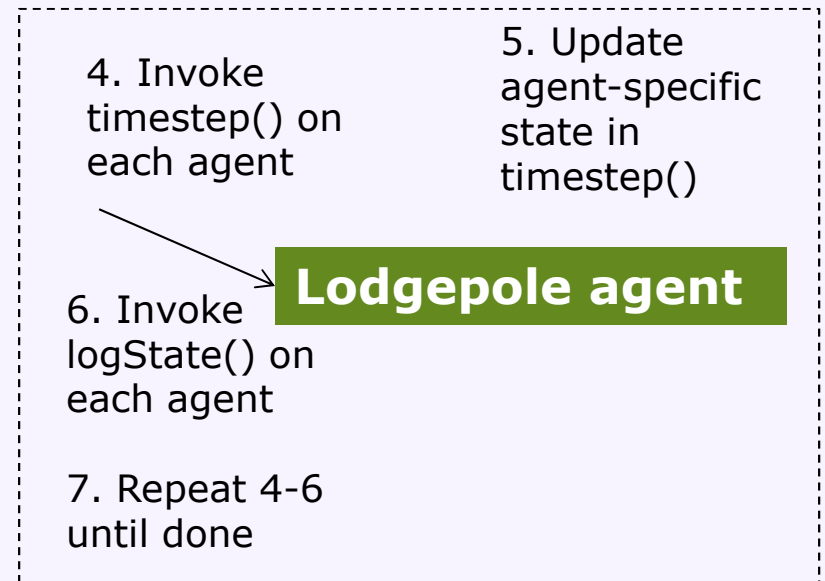 4. Invoke
timestep() on
each agent
5. Update
agent-specific
state in
timestep()
Lodgepole agent
6. Invoke
logState() on
each agent
7. Repeat 4-6
until done